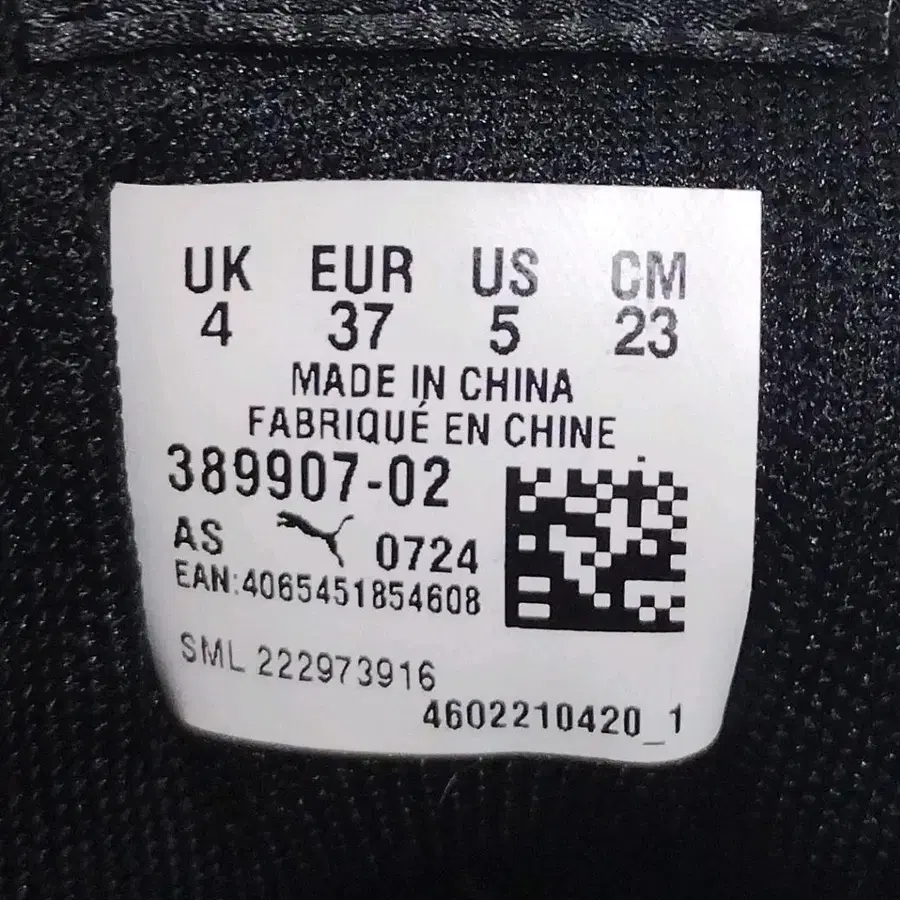 UK EUR US CM
4 37 5 23
MADE IN CHINA
FABRIQUÉ EN CHINE
389907-02
AS 0724
EAN:4065451854608
SML 222973916
4602210420_1